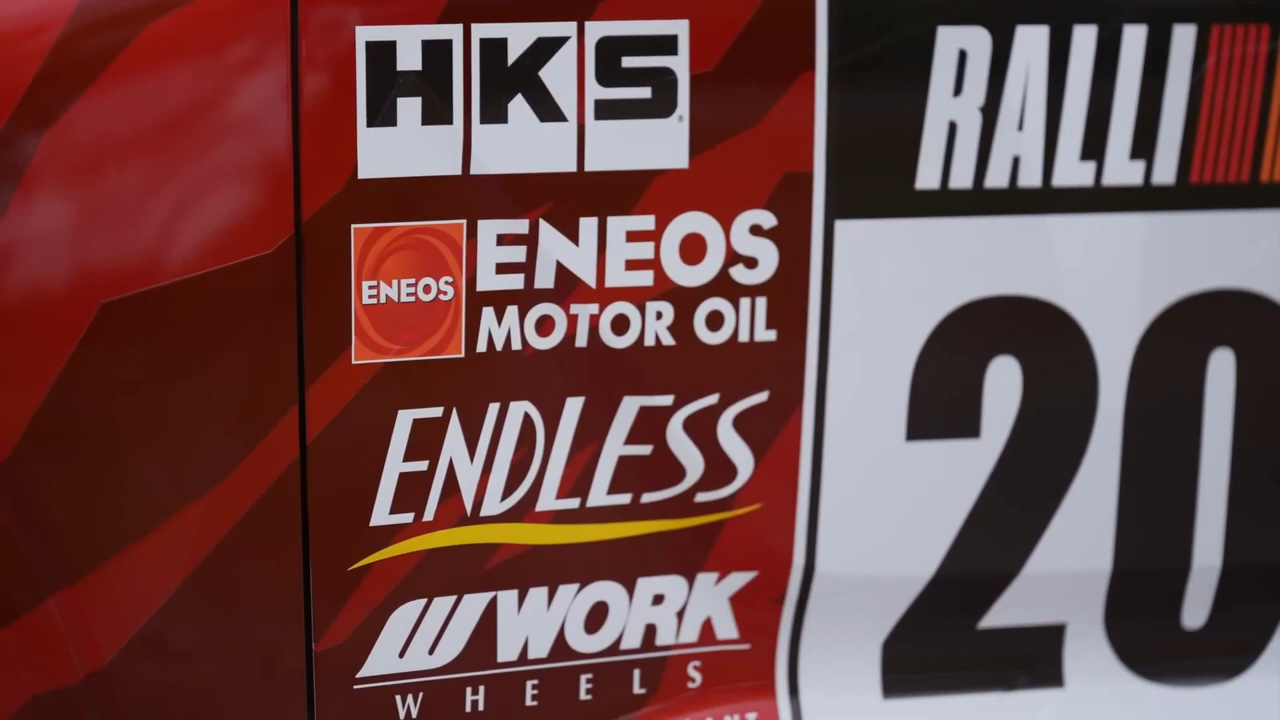 HKS
ENEOS
ENEOS
MOTOR OIL
ENDLESS
WORK
WHEELS
RALLI
20